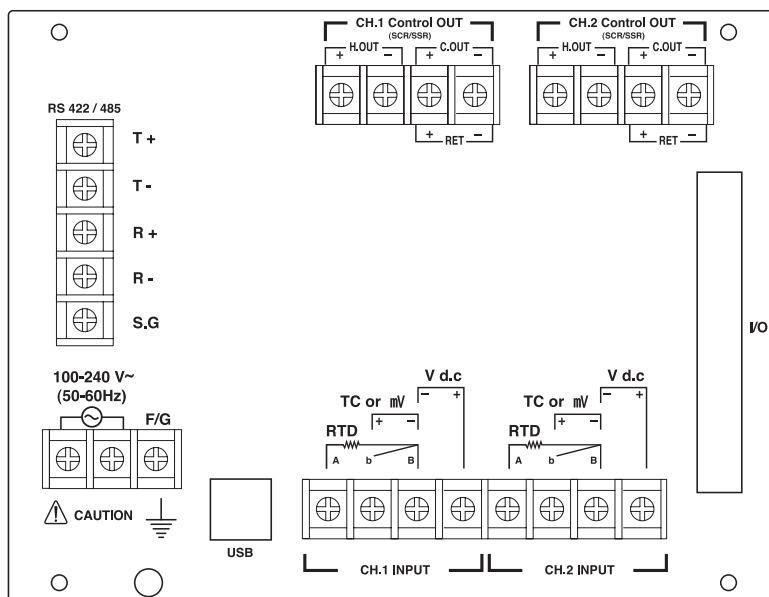 CH.1 Control OUT
(SCR/SSR)
+ H.OUT − + C.OUT −
+ RET −
CH.2 Control OUT
(SCR/SSR)
+ H.OUT − + C.OUT −
+ RET −
RS 422 / 485
T +
T -
R +
R -
S.G
I/O
100-240 V~
(50-60Hz)
F/G
CAUTION
USB
V d.c
− +
TC or mV
+ −
RTD
A b B
CH.1 INPUT
V d.c
− +
TC or mV
+ −
RTD
A b B
CH.2 INPUT